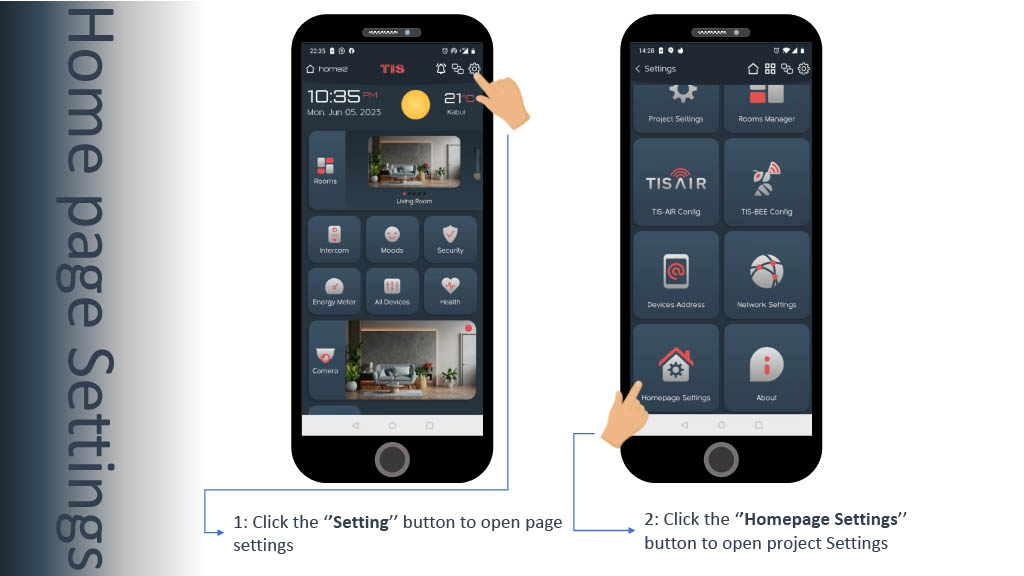 Home page Settings
22:35
home2
TIS
10:35 PM
Mon. Jun 05. 2023
21°C
Kabul
Rooms
Living Room
Intercom
Moods
Security
Energy Meter
All Devices
Health
Camera
1: Click the ‘’Setting’’ button to open page
settings
14:28
Settings
Project Settings
Rooms Manager
TISAIR
TIS-AIR Config
TIS-BEE Config
Devices Address
Network Settings
Homepage Settings
About
2: Click the ‘’Homepage Settings’’
button to open project Settings